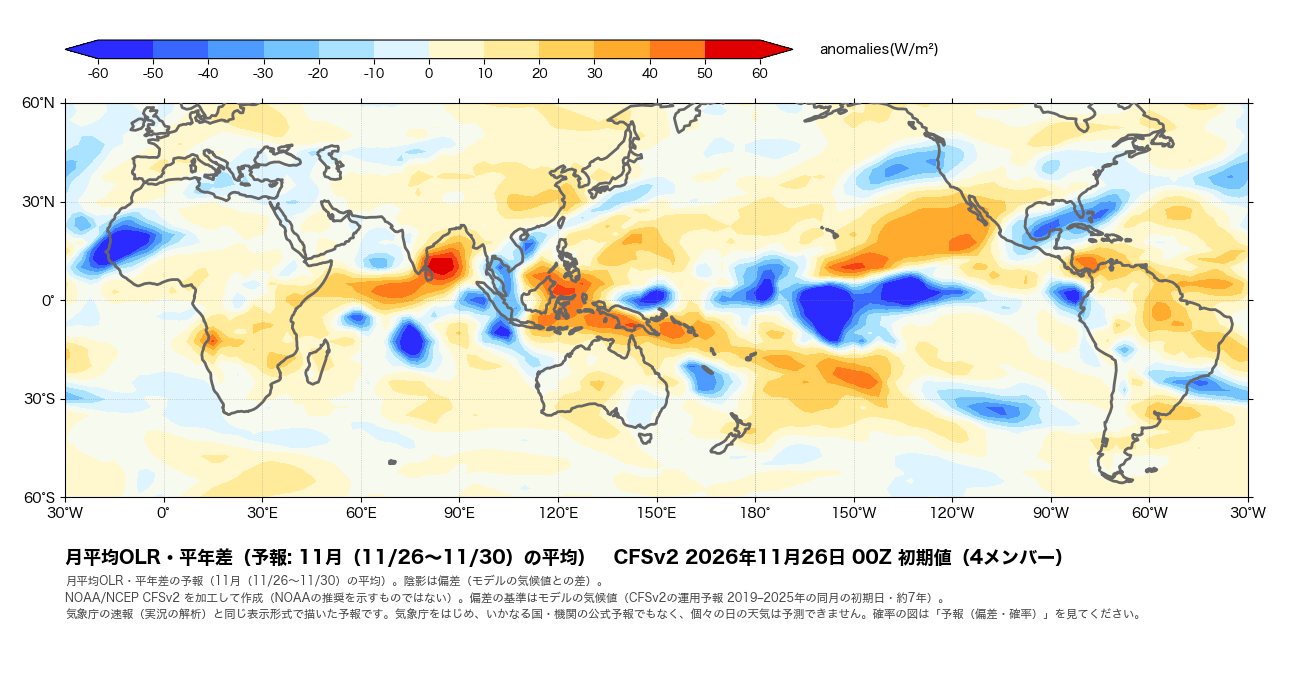 anomalies(W/m²)
-60 -50 -40 -30 -20 -10 0 10 20 30 40 50 60
60°N
30°N
0°
30°S
60°S
30°W 0° 30°E 60°E 90°E 120°E 150°E 180° 150°W 120°W 90°W 60°W 30°W
月平均OLR・平年差（予報: 11月（11/26〜11/30）の平均） CFSv2 2026年11月26日 00Z 初期値（4メンバー）
月平均OLR・平年差の予報（11月（11/26〜11/30）の平均）。陰影は偏差（モデルの気候値との差）。
NOAA/NCEP CFSv2 を加工して作成（NOAAの推奨を示すものではない）。偏差の基準はモデルの気候値（CFSv2の運用予報 2019–2025年の同月の初期日・約7年）。
気象庁の速報（実況の解析）と同じ表示形式で描いた予報です。気象庁をはじめ、いかなる国・機関の公式予報でもなく、個々の日の天気は予測できません。確率の図は「予報（偏差・確率）」を見てください。